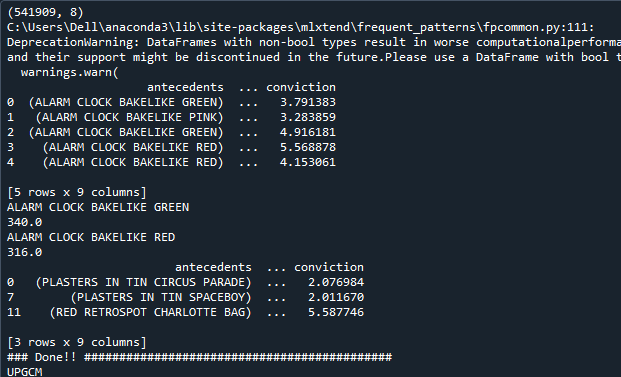 (541909, 8)
C:\Users\Dell\anaconda3\lib\site-packages\mlxtend\frequent_patterns\fpcommon.py:111:
DeprecationWarning: DataFrames with non-bool types result in worse computationalperforma
and their support might be discontinued in the future.Please use a DataFrame with bool t
warnings.warn(
antecedents ... conviction
0 (ALARM CLOCK BAKELIKE GREEN) ... 3.791383
1 (ALARM CLOCK BAKELIKE PINK) ... 3.283859
2 (ALARM CLOCK BAKELIKE GREEN) ... 4.916181
3 (ALARM CLOCK BAKELIKE RED) ... 5.568878
4 (ALARM CLOCK BAKELIKE RED) ... 4.153061
[5 rows x 9 columns]
ALARM CLOCK BAKELIKE GREEN
340.0
ALARM CLOCK BAKELIKE RED
316.0
antecedents ... conviction
0 (PLASTERS IN TIN CIRCUS PARADE) ... 2.076984
7 (PLASTERS IN TIN SPACEBOY) ... 2.011670
11 (RED RETROSPOT CHARLOTTE BAG) ... 5.587746
[3 rows x 9 columns]
### Done!! ############################################
UPGCM